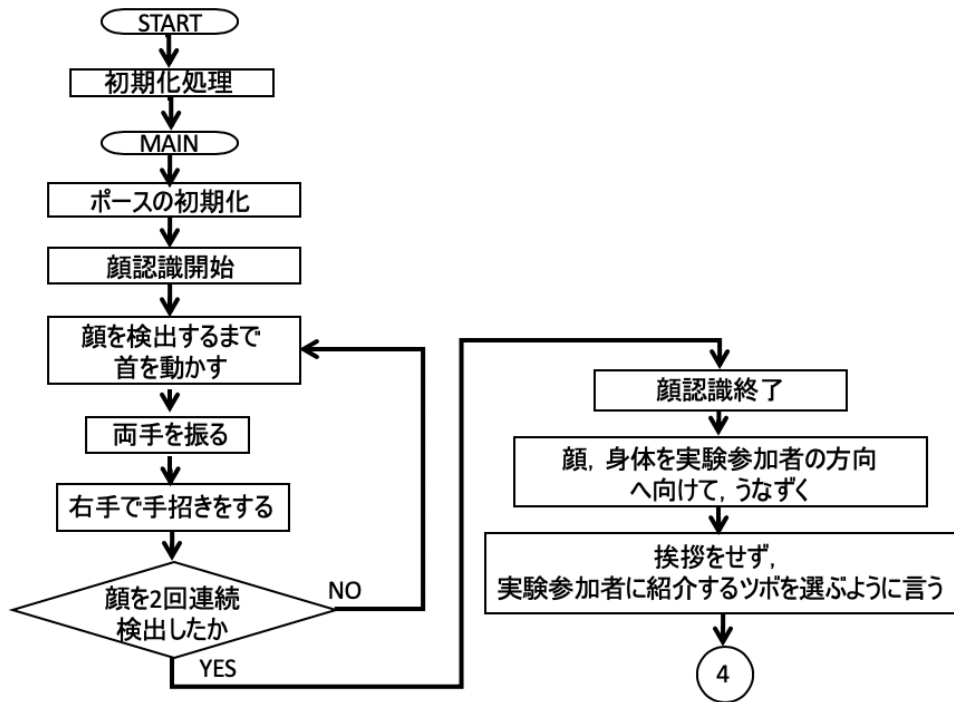 START
初期化処理
MAIN
ポースの初期化
顔認識開始
顔を検出するまで
首を動かす
両手を振る
右手で手招きをする
顔を2回連続
検出したか
NO
YES
顔認識終了
顔，身体を実験参加者の方向
へ向けて，うなずく
挨拶をせず，
実験参加者に紹介するツボを選ぶように言う
4